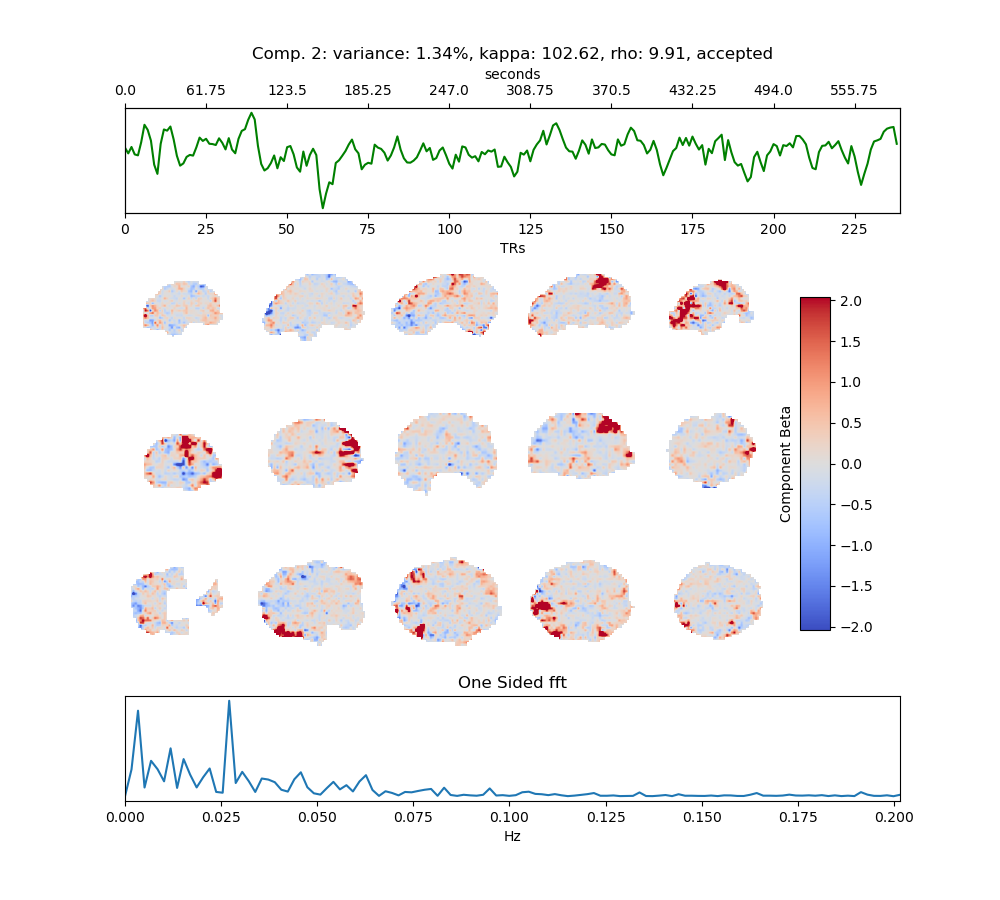 Comp. 2: variance: 1.34%, kappa: 102.62, rho: 9.91, accepted
seconds
0.0 61.75 123.5 185.25 247.0 308.75 370.5 432.25 494.0 555.75
0 25 50 75 100 125 150 175 200 225
TRs
2.0
1.5
1.0
0.5
0.0
−0.5
−1.0
−1.5
−2.0
Component Beta
One Sided fft
0.000 0.025 0.050 0.075 0.100 0.125 0.150 0.175 0.200
Hz